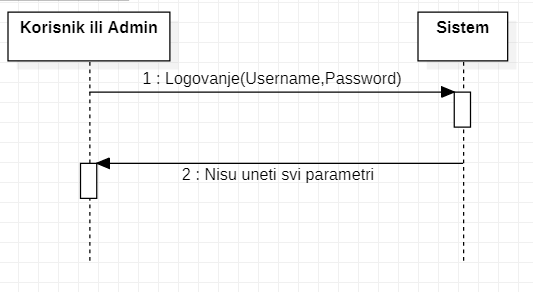 Korisnik ili Admin
Sistem
1 : Logovanje(Username,Password)
2 : Nisu uneti svi parametri